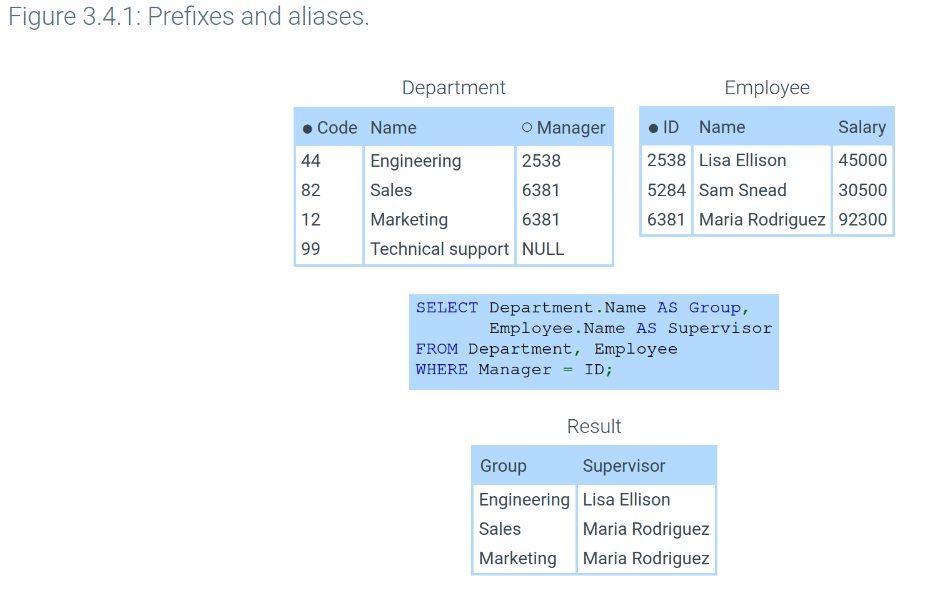 Figure 3.4.1: Prefixes and aliases.
Department
● Code Name ○ Manager
44 Engineering 2538
82 Sales 6381
12 Marketing 6381
99 Technical support NULL
Employee
● ID Name Salary
2538 Lisa Ellison 45000
5284 Sam Snead 30500
6381 Maria Rodriguez 92300
SELECT Department.Name AS Group,
Employee.Name AS Supervisor
FROM Department, Employee
WHERE Manager = ID;
Result
Group Supervisor
Engineering Lisa Ellison
Sales Maria Rodriguez
Marketing Maria Rodriguez